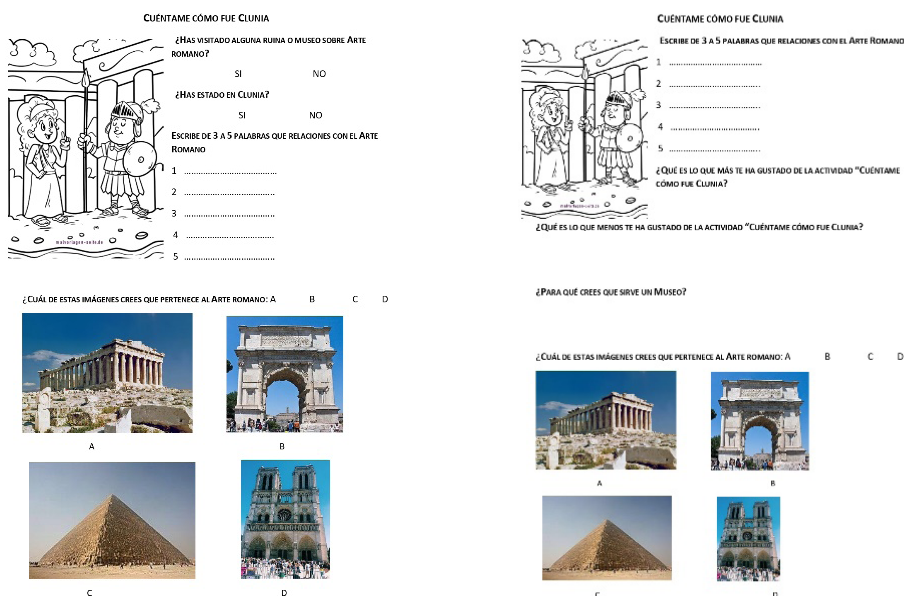 CUÉNTAME CÓMO FUE CLUNIA
¿HAS VISITADO ALGUNA RUINA O MUSEO SOBRE ARTE
ROMANO?
SI NO
¿HAS ESTADO EN CLUNIA?
SI NO
ESCRIBE DE 3 A 5 PALABRAS QUE RELACIONES CON EL ARTE
ROMANO
1 ..................................
2 .................................
3 .................................
4 ................................
5 .................................
¿CUÁL DE ESTAS IMÁGENES CREES QUE PERTENECE AL ARTE ROMANO: A B C D
A B
C D
CUÉNTAME CÓMO FUE CLUNIA
ESCRIBE DE 3 A 5 PALABRAS QUE RELACIONES CON EL ARTE ROMANO
1 ..................................
2 .................................
3 .................................
4 ................................
5 .................................
¿QUÉ ES LO QUE MÁS TE HA GUSTADO DE LA ACTIVIDAD "CUÉNTAME
CÓMO FUE CLUNIA?
¿QUÉ ES LO QUE MENOS TE HA GUSTADO DE LA ACTIVIDAD "CUÉNTAME CÓMO FUE CLUNIA?
¿PARA QUÉ CREES QUE SIRVE UN MUSEO?
¿CUÁL DE ESTAS IMÁGENES CREES QUE PERTENECE AL ARTE ROMANO: A B C D
A B
C D